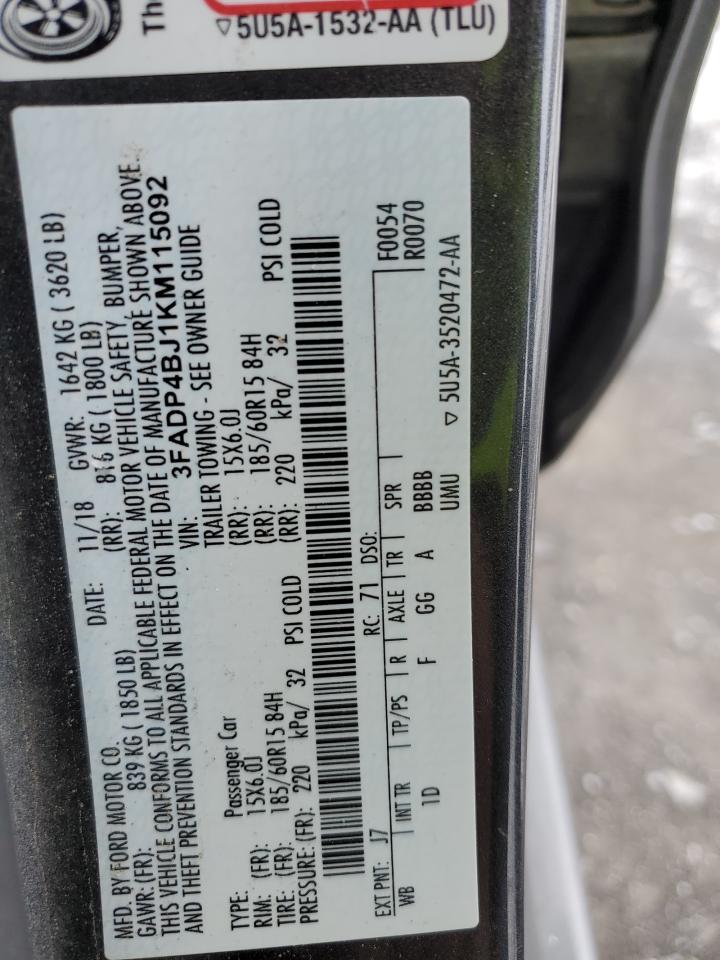 Th
▽5U5A-1532-AA (TLU)
MFD. BY FORD MOTOR CO. DATE: 11/18 GVWR: 1642 KG ( 3620 LB)
GAWR: (FR): 839 KG ( 1850 LB) (RR): 816 KG ( 1800 LB)
THIS VEHICLE CONFORMS TO ALL APPLICABLE FEDERAL MOTOR VEHICLE SAFETY, BUMPER,
AND THEFT PREVENTION STANDARDS IN EFFECT ON THE DATE OF MANUFACTURE SHOWN ABOVE.
VIN: 3FADP4BJ1KM115092
TYPE: Passenger Car TRAILER TOWING - SEE OWNER GUIDE
RIM: (FR): 15X6.0J (RR): 15X6.0J
TIRE: (FR): 185/60R15 84H (RR): 185/60R15 84H
PRESSURE: (FR): 220 kPa/ 32 PSI COLD (RR): 220 kPa/ 32 PSI COLD
EXT PNT: J7 RC: 71 DSO: F0054
WB INT TR TP/PS R AXLE TR SPR R0070
1D F GG A BBBB
UMU ▽ 5U5A-3520472-AA